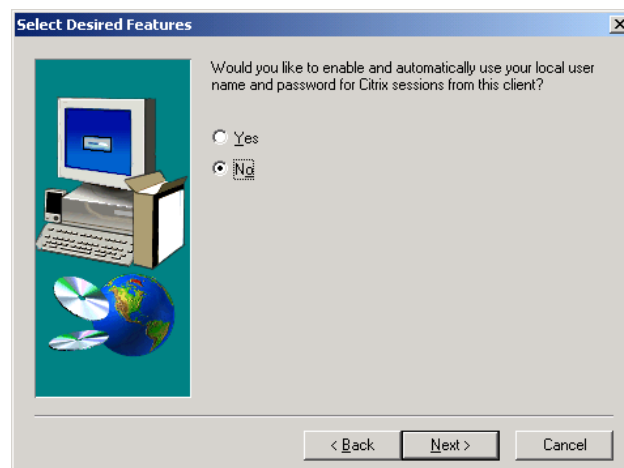 Select Desired Features
Would you like to enable and automatically use your local user
name and password for Citrix sessions from this client?
Yes
No
< Back
Next >
Cancel